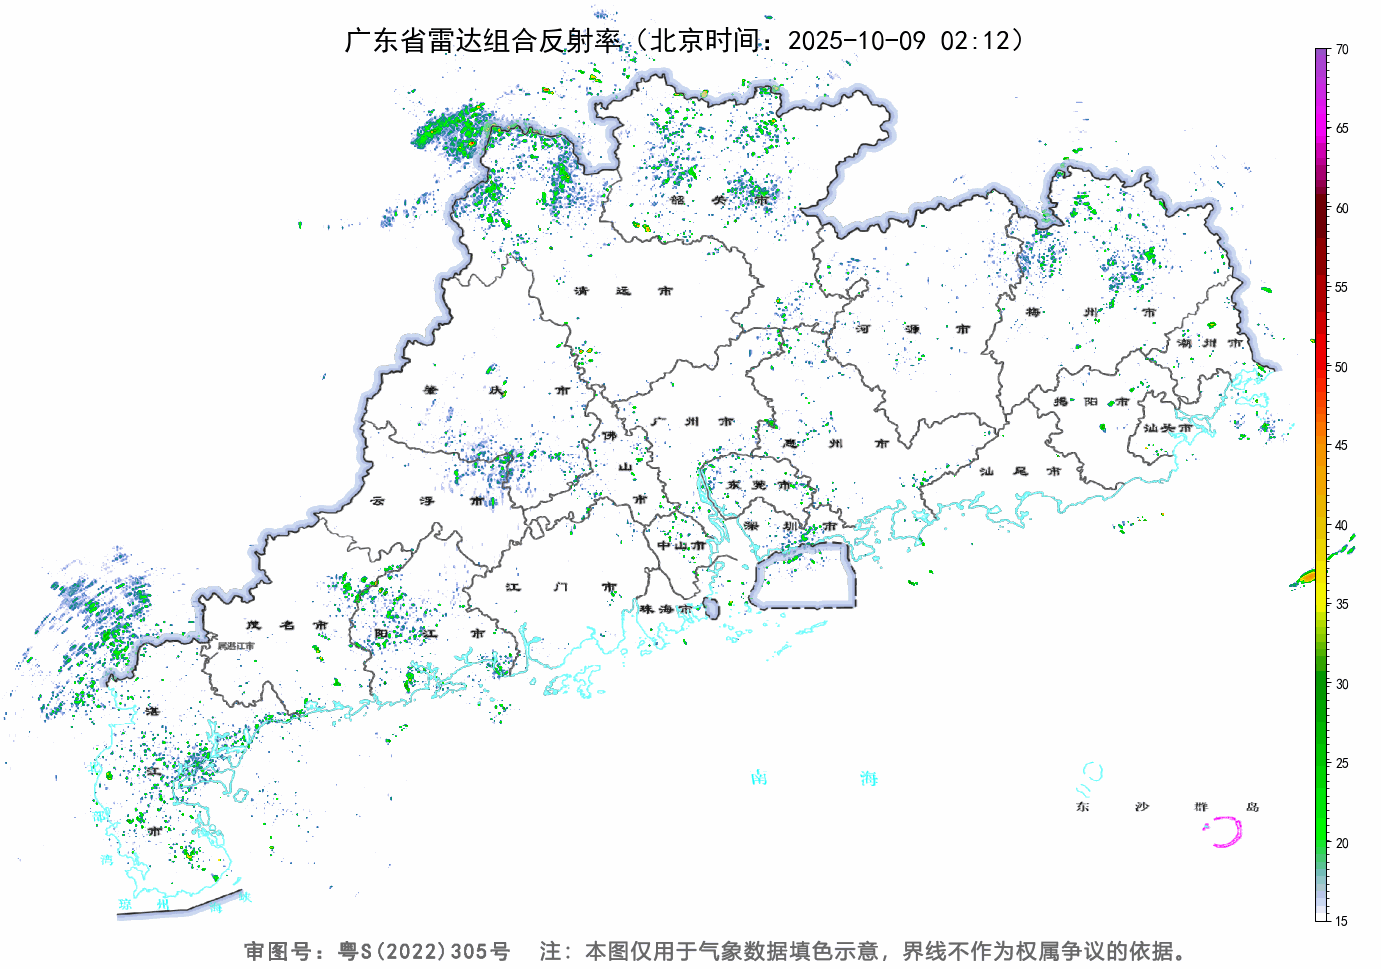 广东省雷达组合反射率（北京时间：2025-10-09 02:12）
70
65
60
55
50
45
40
35
30
25
20
15
韶关市
清远市
河源市
梅州市
潮州市
肇庆市
广州市
佛山市
惠州市
揭阳市
汕头市
汕尾市
云浮市
东莞市
深圳市
中山市
江门市
珠海市
茂名市
阳江市
属湛江市
湛江市
南海
东沙群岛
湾
琼州海峡
审图号：粤S(2022)305号 注：本图仅用于气象数据填色示意，界线不作为权属争议的依据。